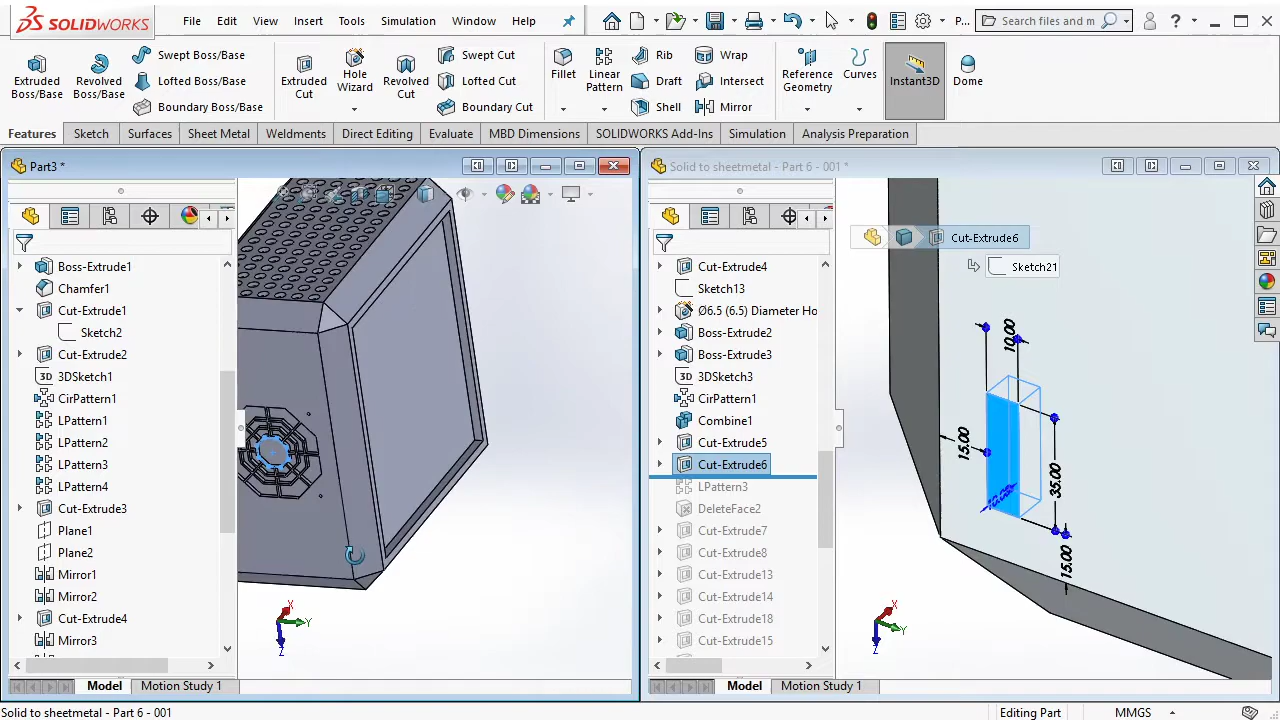 SOLIDWORKS File Edit View Insert Tools Simulation Window Help P... Search files and m ?
Extruded Boss/Base Revolved Boss/Base Swept Boss/Base Lofted Boss/Base Boundary Boss/Base Extruded Cut Hole Wizard Revolved Cut Swept Cut Lofted Cut Boundary Cut Fillet Linear Pattern Rib Draft Shell Wrap Intersect Mirror Reference Geometry Curves Instant3D Dome
Features Sketch Surfaces Sheet Metal Weldments Direct Editing Evaluate MBD Dimensions SOLIDWORKS Add-Ins Simulation Analysis Preparation
Part3 *
Boss-Extrude1
Chamfer1
Cut-Extrude1
Sketch2
Cut-Extrude2
3D 3DSketch1
CirPattern1
LPattern1
LPattern2
LPattern3
LPattern4
Cut-Extrude3
Plane1
Plane2
Mirror1
Mirror2
Cut-Extrude4
Mirror3
X
Y
Z
Model Motion Study 1
Solid to sheetmetal - Part 6 - 001 *
Cut-Extrude4
Sketch13
Ø6.5 (6.5) Diameter Ho
Boss-Extrude2
Boss-Extrude3
3D 3DSketch3
CirPattern1
Combine1
Cut-Extrude5
Cut-Extrude6
LPattern3
DeleteFace2
Cut-Extrude7
Cut-Extrude8
Cut-Extrude13
Cut-Extrude14
Cut-Extrude18
Cut-Extrude15
Cut-Extrude6
Sketch21
10.00
15.00
35.00
15.00
X
Y
Z
Model Motion Study 1
Solid to sheetmetal - Part 6 - 001 Editing Part MMGS